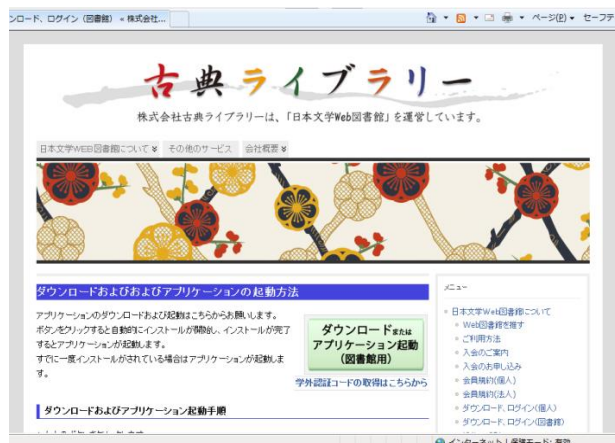 ンロード、ログイン（図書館） « 株式会社...
ページ(P)
セーフテ
古典ライブラリー
株式会社古典ライブラリーは、「日本文学Web図書館」を運営しています。
日本文学WEB図書館について
その他のサービス
会社概要
ダウンロードおよびおよびアプリケーションの起動方法
アプリケーションのダウンロードおよび起動はこちらからお願いします。
ボタンをクリックすると自動的にインストールが開始し、インストールが完了
するとアプリケーションが起動します。
すでに一度インストールがされている場合はアプリケーションが起動しま
す。
ダウンロードまたは
アプリケーション起動
（図書館用）
学外認証コードの取得はこちらから
ダウンロードおよびアプリケーション起動手順
メニュー
日本文学Web図書館について
Web図書館を推す
ご利用方法
入会のご案内
入会のお申し込み
会員規約(個人)
会員規約(法人)
ダウンロード、ログイン(個人)
ダウンロード、ログイン(図書館)
インターネット | 保護モード: 有効